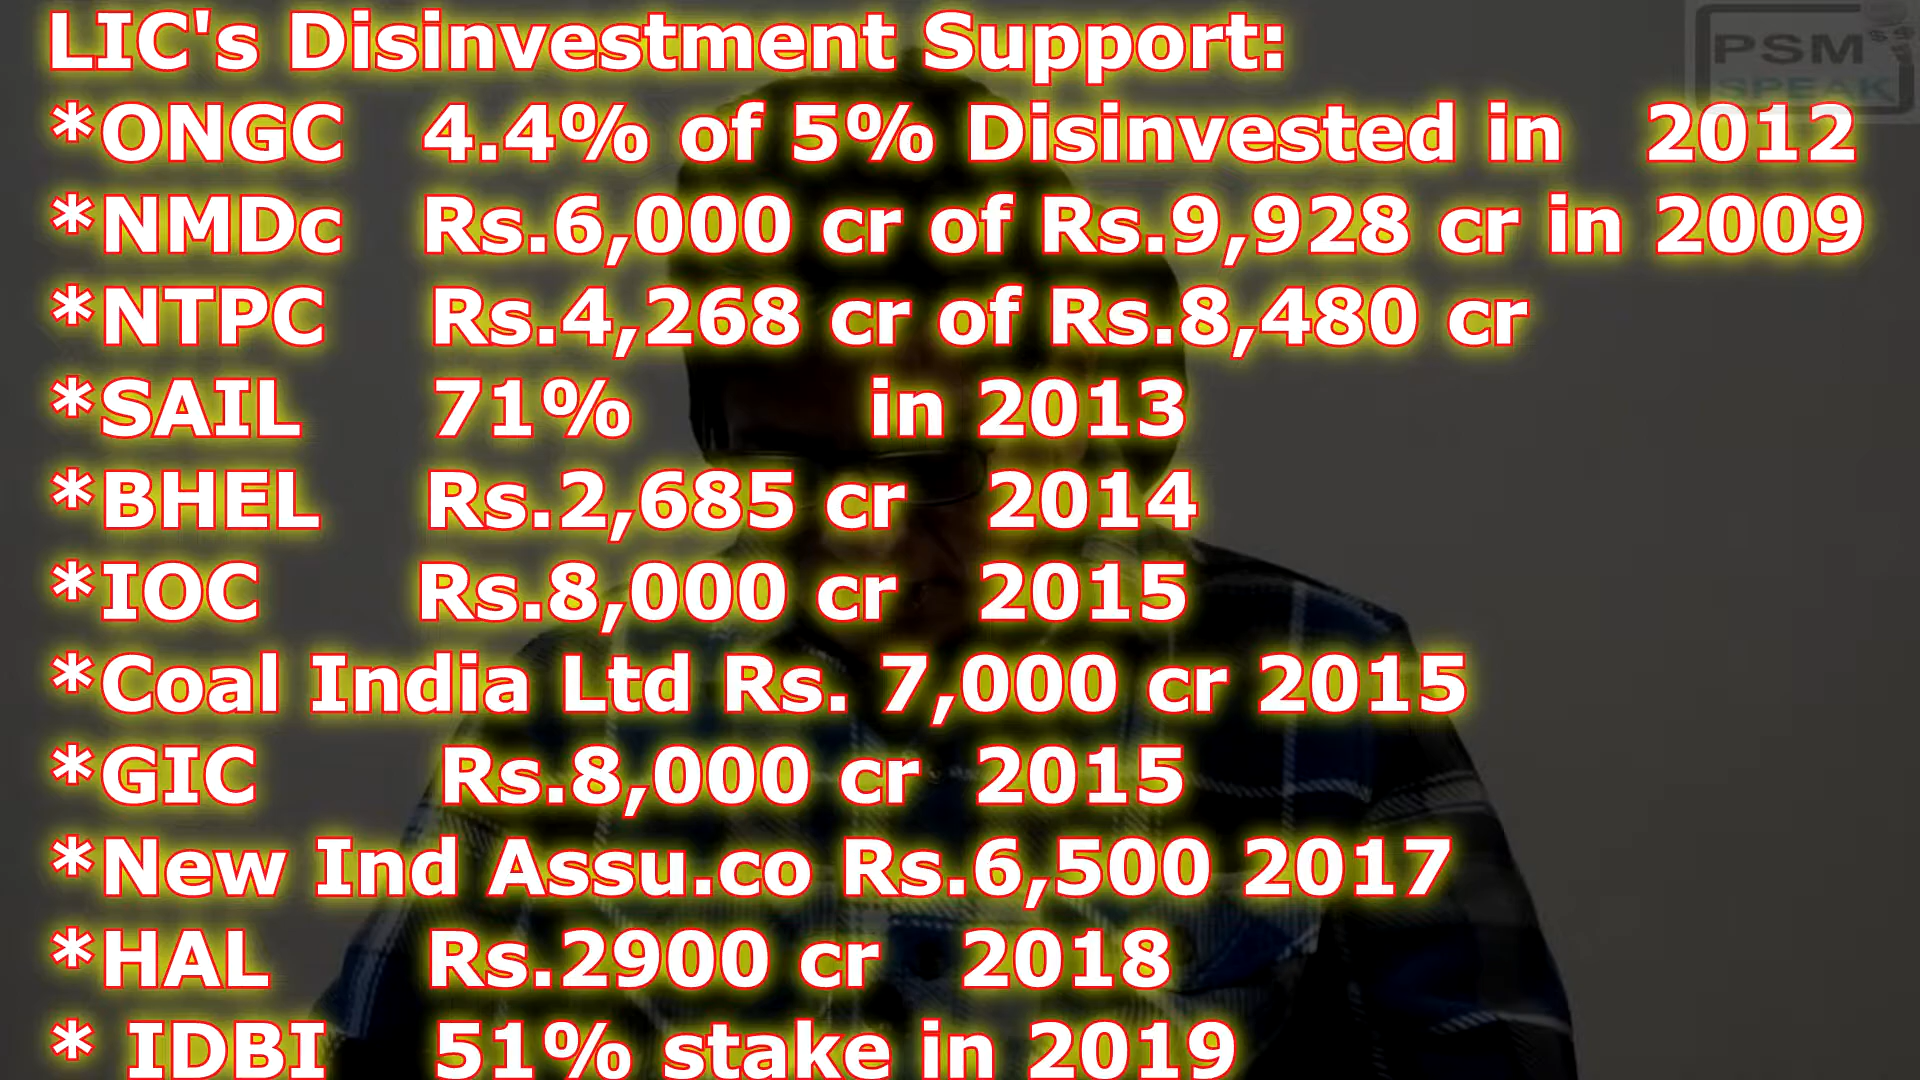 LIC's Disinvestment Support:
*ONGC 4.4% of 5% Disinvested in 2012
*NMDc Rs.6,000 cr of Rs.9,928 cr in 2009
*NTPC Rs.4,268 cr of Rs.8,480 cr
*SAIL 71% in 2013
*BHEL Rs.2,685 cr 2014
*IOC Rs.8,000 cr 2015
*Coal India Ltd Rs. 7,000 cr 2015
*GIC Rs.8,000 cr 2015
*New Ind Assu.co Rs.6,500 2017
*HAL Rs.2900 cr 2018
* IDBI 51% stake in 2019
PSM
SPEAK